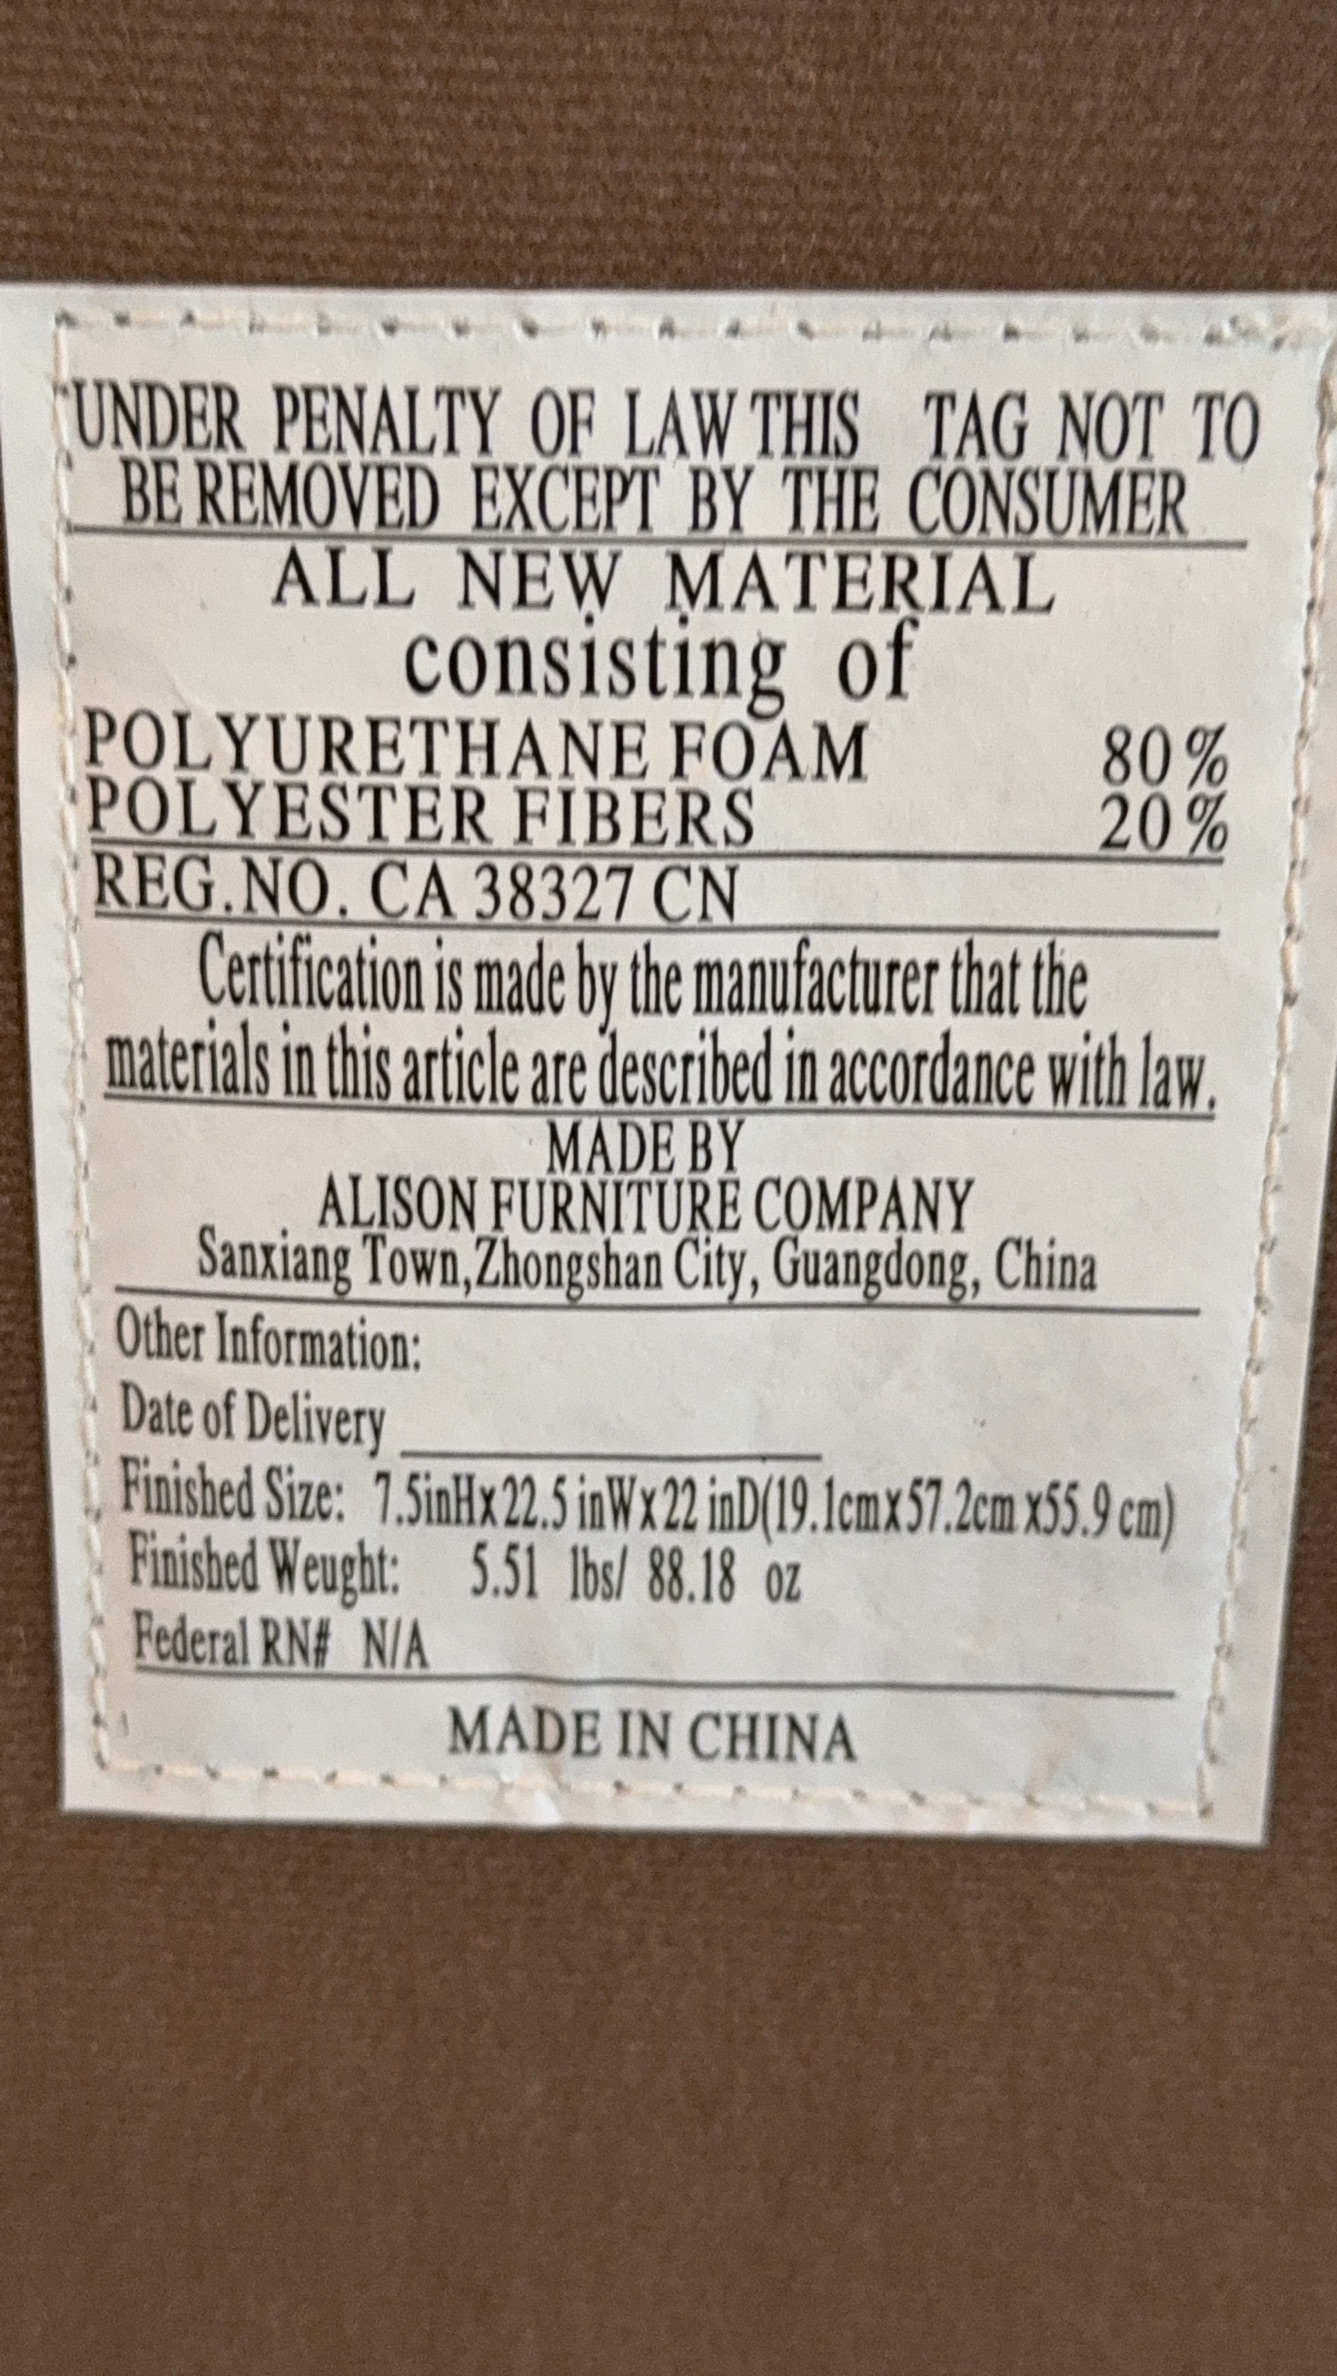 UNDER PENALTY OF LAW THIS TAG NOT TO
BE REMOVED EXCEPT BY THE CONSUMER
ALL NEW MATERIAL
consisting of
POLYURETHANE FOAM 80%
POLYESTER FIBERS 20%
REG.NO. CA 38327 CN
Certification is made by the manufacturer that the
materials in this article are described in accordance with law.
MADE BY
ALISON FURNITURE COMPANY
Sanxiang Town,Zhongshan City, Guangdong, China
Other Information:
Date of Delivery
Finished Size: 7.5inHx22.5 inWx22 inD(19.1cmx57.2cm x55.9 cm)
Finished Weught: 5.51 lbs/ 88.18 oz
Federal RN# N/A
MADE IN CHINA